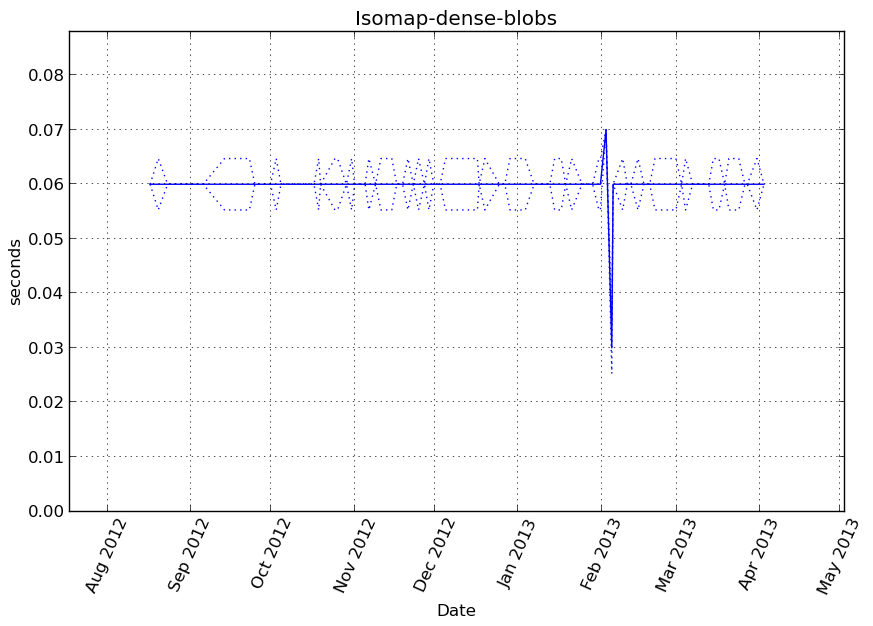 Isomap-dense-blobs
0.08
0.07
0.06
0.05
0.04
0.03
0.02
0.01
0.00
seconds
Aug 2012
Sep 2012
Oct 2012
Nov 2012
Dec 2012
Jan 2013
Feb 2013
Mar 2013
Apr 2013
May 2013
Date